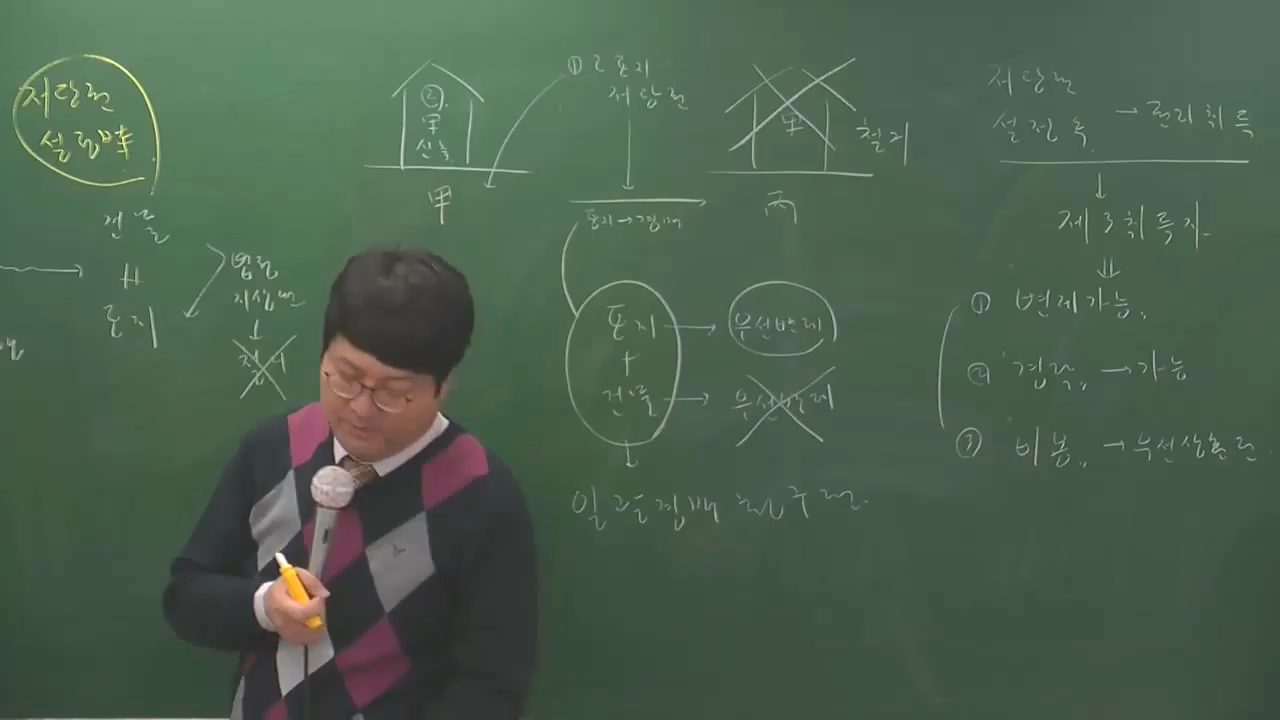 저당권
설정時
건물
토지
법정
지상권
② 甲
신축
甲
① 토지
저당권
토지→경매
甲
철거
丙
토지 → 우선변제
+
건물 → 우선변제
일괄경매청구권
저당권
설정 후 → 권리취득
제3취득자
① 변제가능
② 경락 → 가능
③ 비용 → 우선상환권